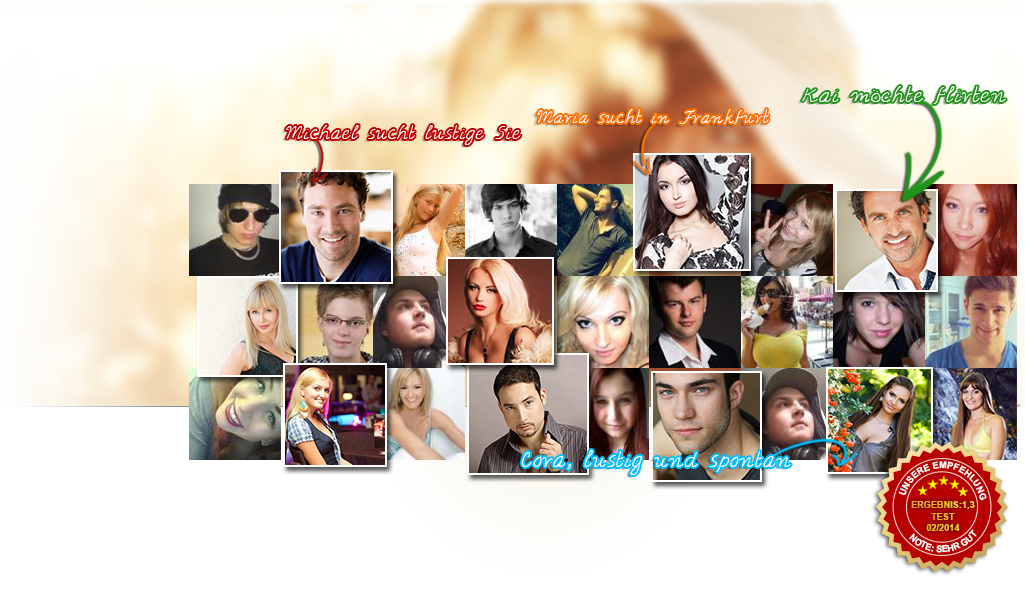 Kai möchte flirten
Maria sucht in Frankfurt
Michael sucht lustige Sie
Cora, lustig und spontan
UNSERE EMPFEHLUNG
ERGEBNIS:1,3
TEST
02/2014
NOTE: SEHR GUT